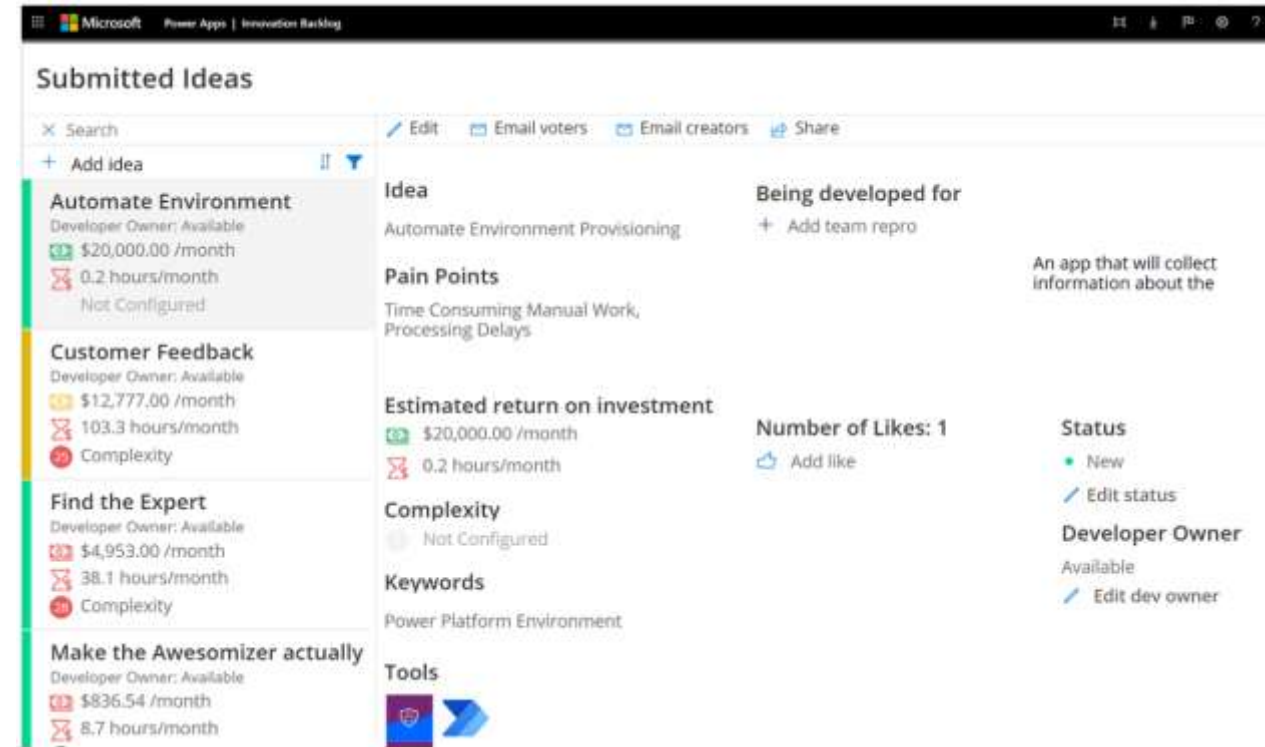 Microsoft Power Apps | Innovation Backlog
?
Submitted Ideas
Search
Add idea
Automate Environment
Developer Owner: Available
$20,000.00 /month
0.2 hours/month
Not Configured
Customer Feedback
Developer Owner: Available
$12,777.00 /month
103.3 hours/month
Complexity
Find the Expert
Developer Owner: Available
$4,953.00 /month
38.1 hours/month
28 Complexity
Make the Awesomizer actually
Developer Owner: Available
$836.54 /month
8.7 hours/month
Edit Email voters Email creators Share
Idea
Automate Environment Provisioning
Pain Points
Time Consuming Manual Work,
Processing Delays
Estimated return on investment
$20,000.00 /month
0.2 hours/month
Complexity
Not Configured
Keywords
Power Platform Environment
Tools
Being developed for
+ Add team repro
An app that will collect
information about the
Number of Likes: 1
Add like
Status
New
Edit status
Developer Owner
Available
Edit dev owner